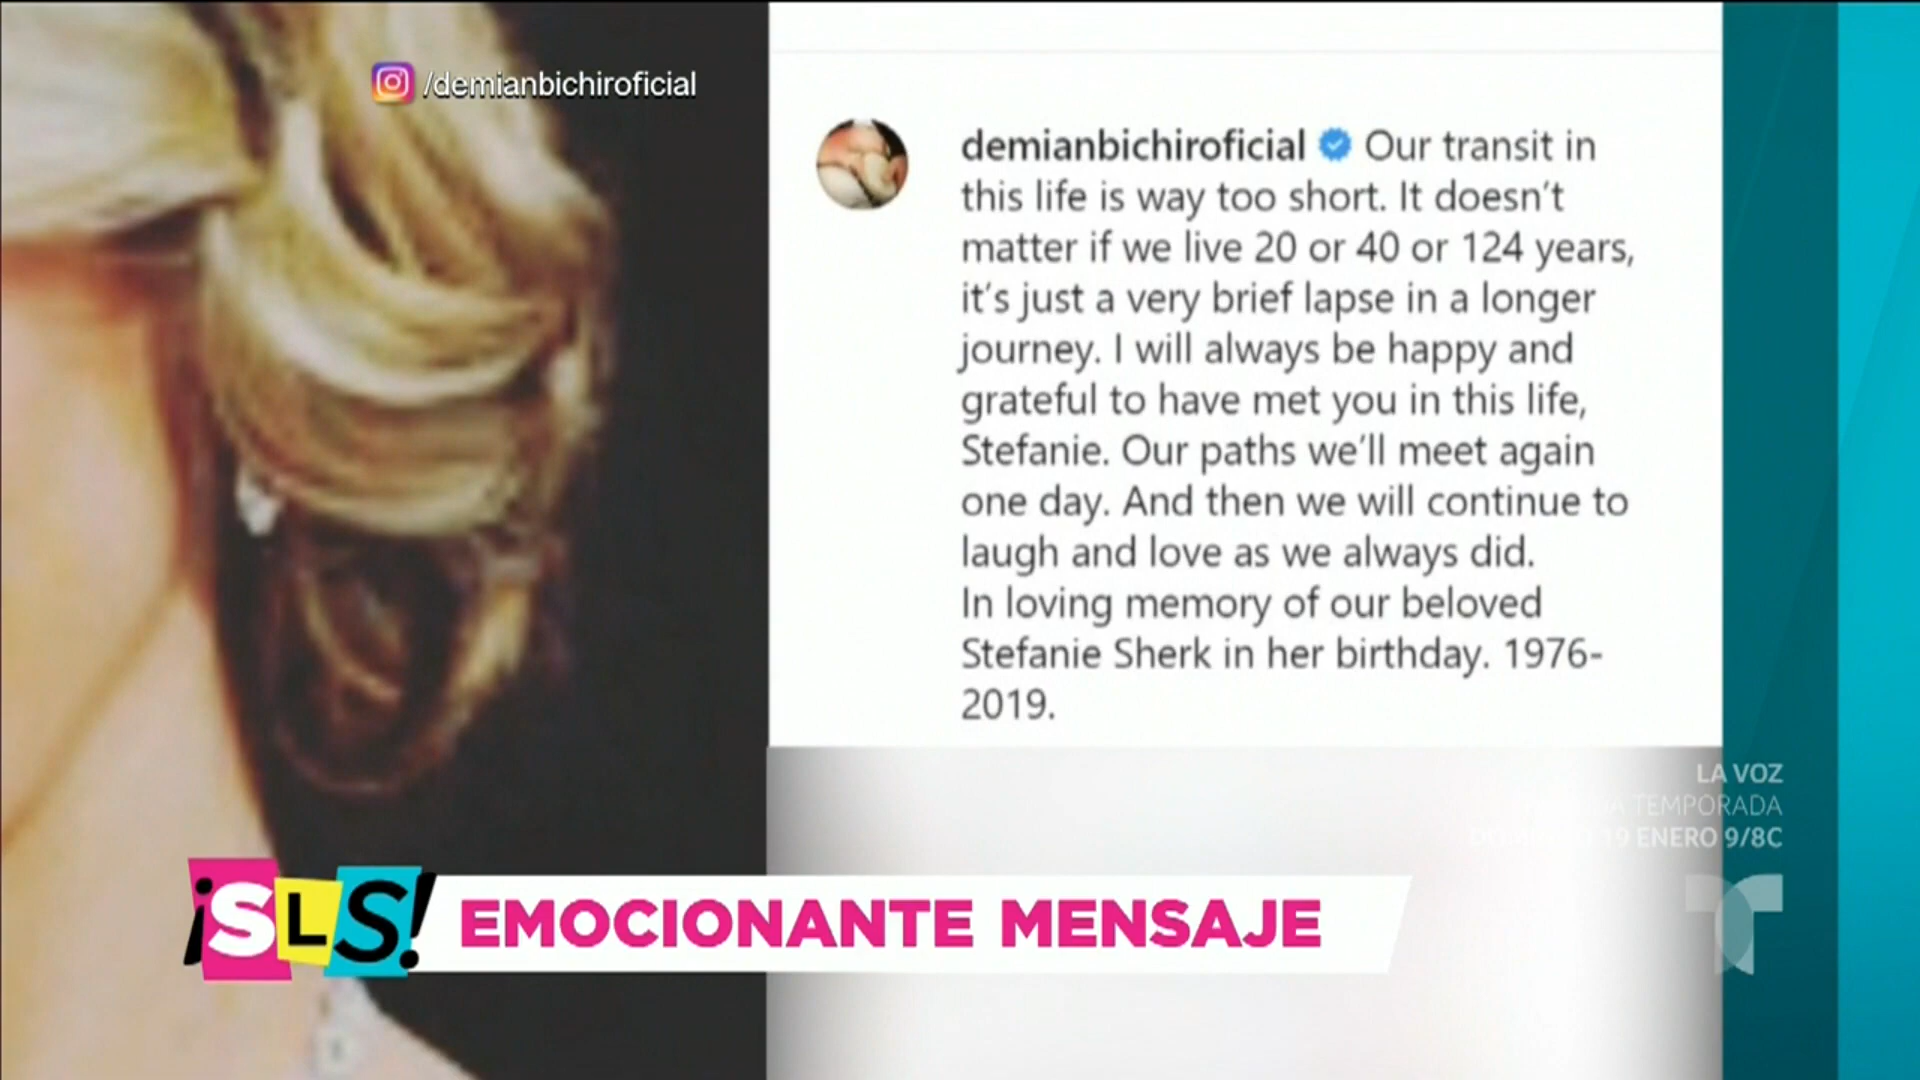 /demianbichiroficial
demianbichiroficial Our transit in
this life is way too short. It doesn't
matter if we live 20 or 40 or 124 years,
it's just a very brief lapse in a longer
journey. I will always be happy and
grateful to have met you in this life,
Stefanie. Our paths we'll meet again
one day. And then we will continue to
laugh and love as we always did.
In loving memory of our beloved
Stefanie Sherk in her birthday. 1976-
2019.
LA VOZ
TEMPORADA
19 ENERO 9/8C
¡SLS! EMOCIONANTE MENSAJE